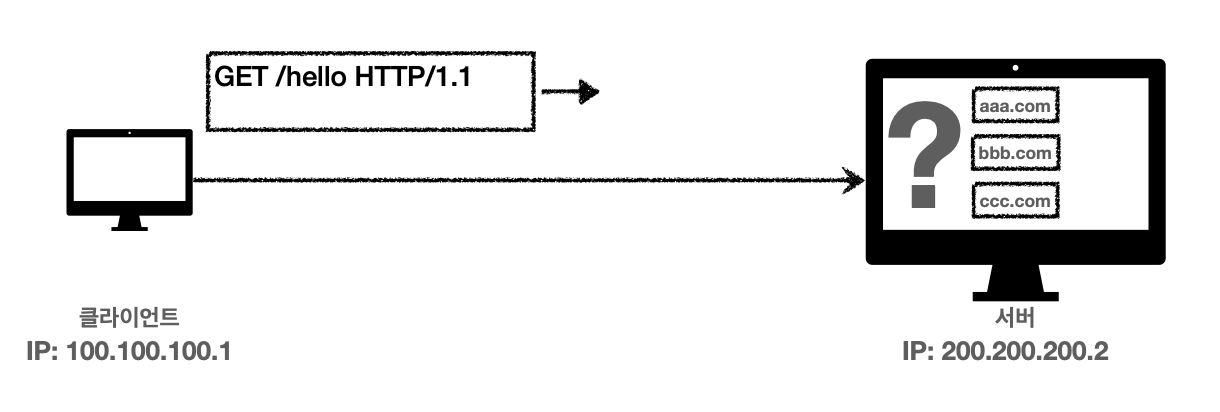 GET /hello HTTP/1.1
?
aaa.com
bbb.com
ccc.com
클라이언트
IP: 100.100.100.1
서버
IP: 200.200.200.2